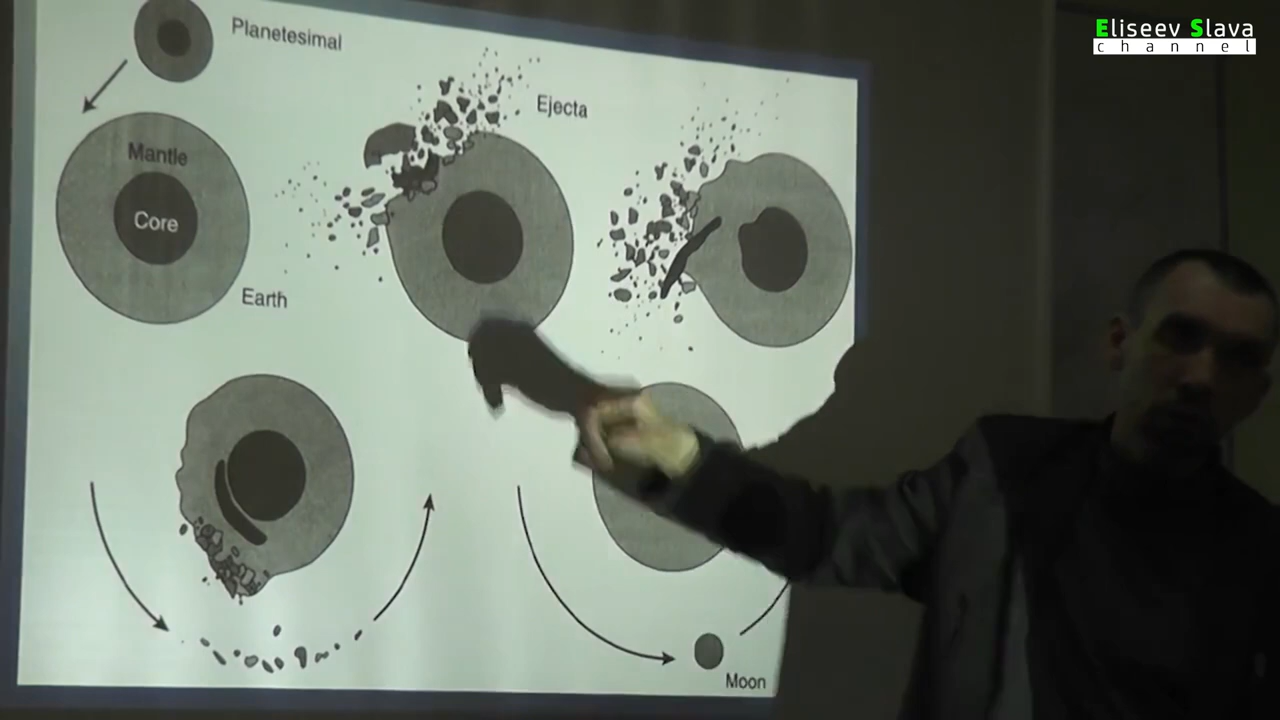 Eliseev Slava
channel
Planetesimal
Ejecta
Mantle
Core
Earth
Moon